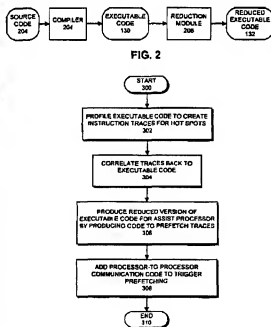 SOURCE CODE 204
COMPILER 204
EXECUTABLE CODE 130
REDUCTION MODULE 208
REDUCED EXECUTABLE CODE 132
FIG. 2
START
300
PROFILE EXECUTABLE CODE TO CREATE
INSTRUCTION TRACES FOR HOT SPOTS
302
CORRELATE TRACES BACK TO
EXECUTABLE CODE
304
PRODUCE REDUCED VERSION OF
EXECUTABLE CODE FOR ASSIST PROCESSOR
BY PRODUCING CODE TO PREFETCH TRACES
306
ADD PROCESSOR-TO PROCESSOR
COMMUNICATION CODE TO TRIGGER
PREFETCHING
308
END
310